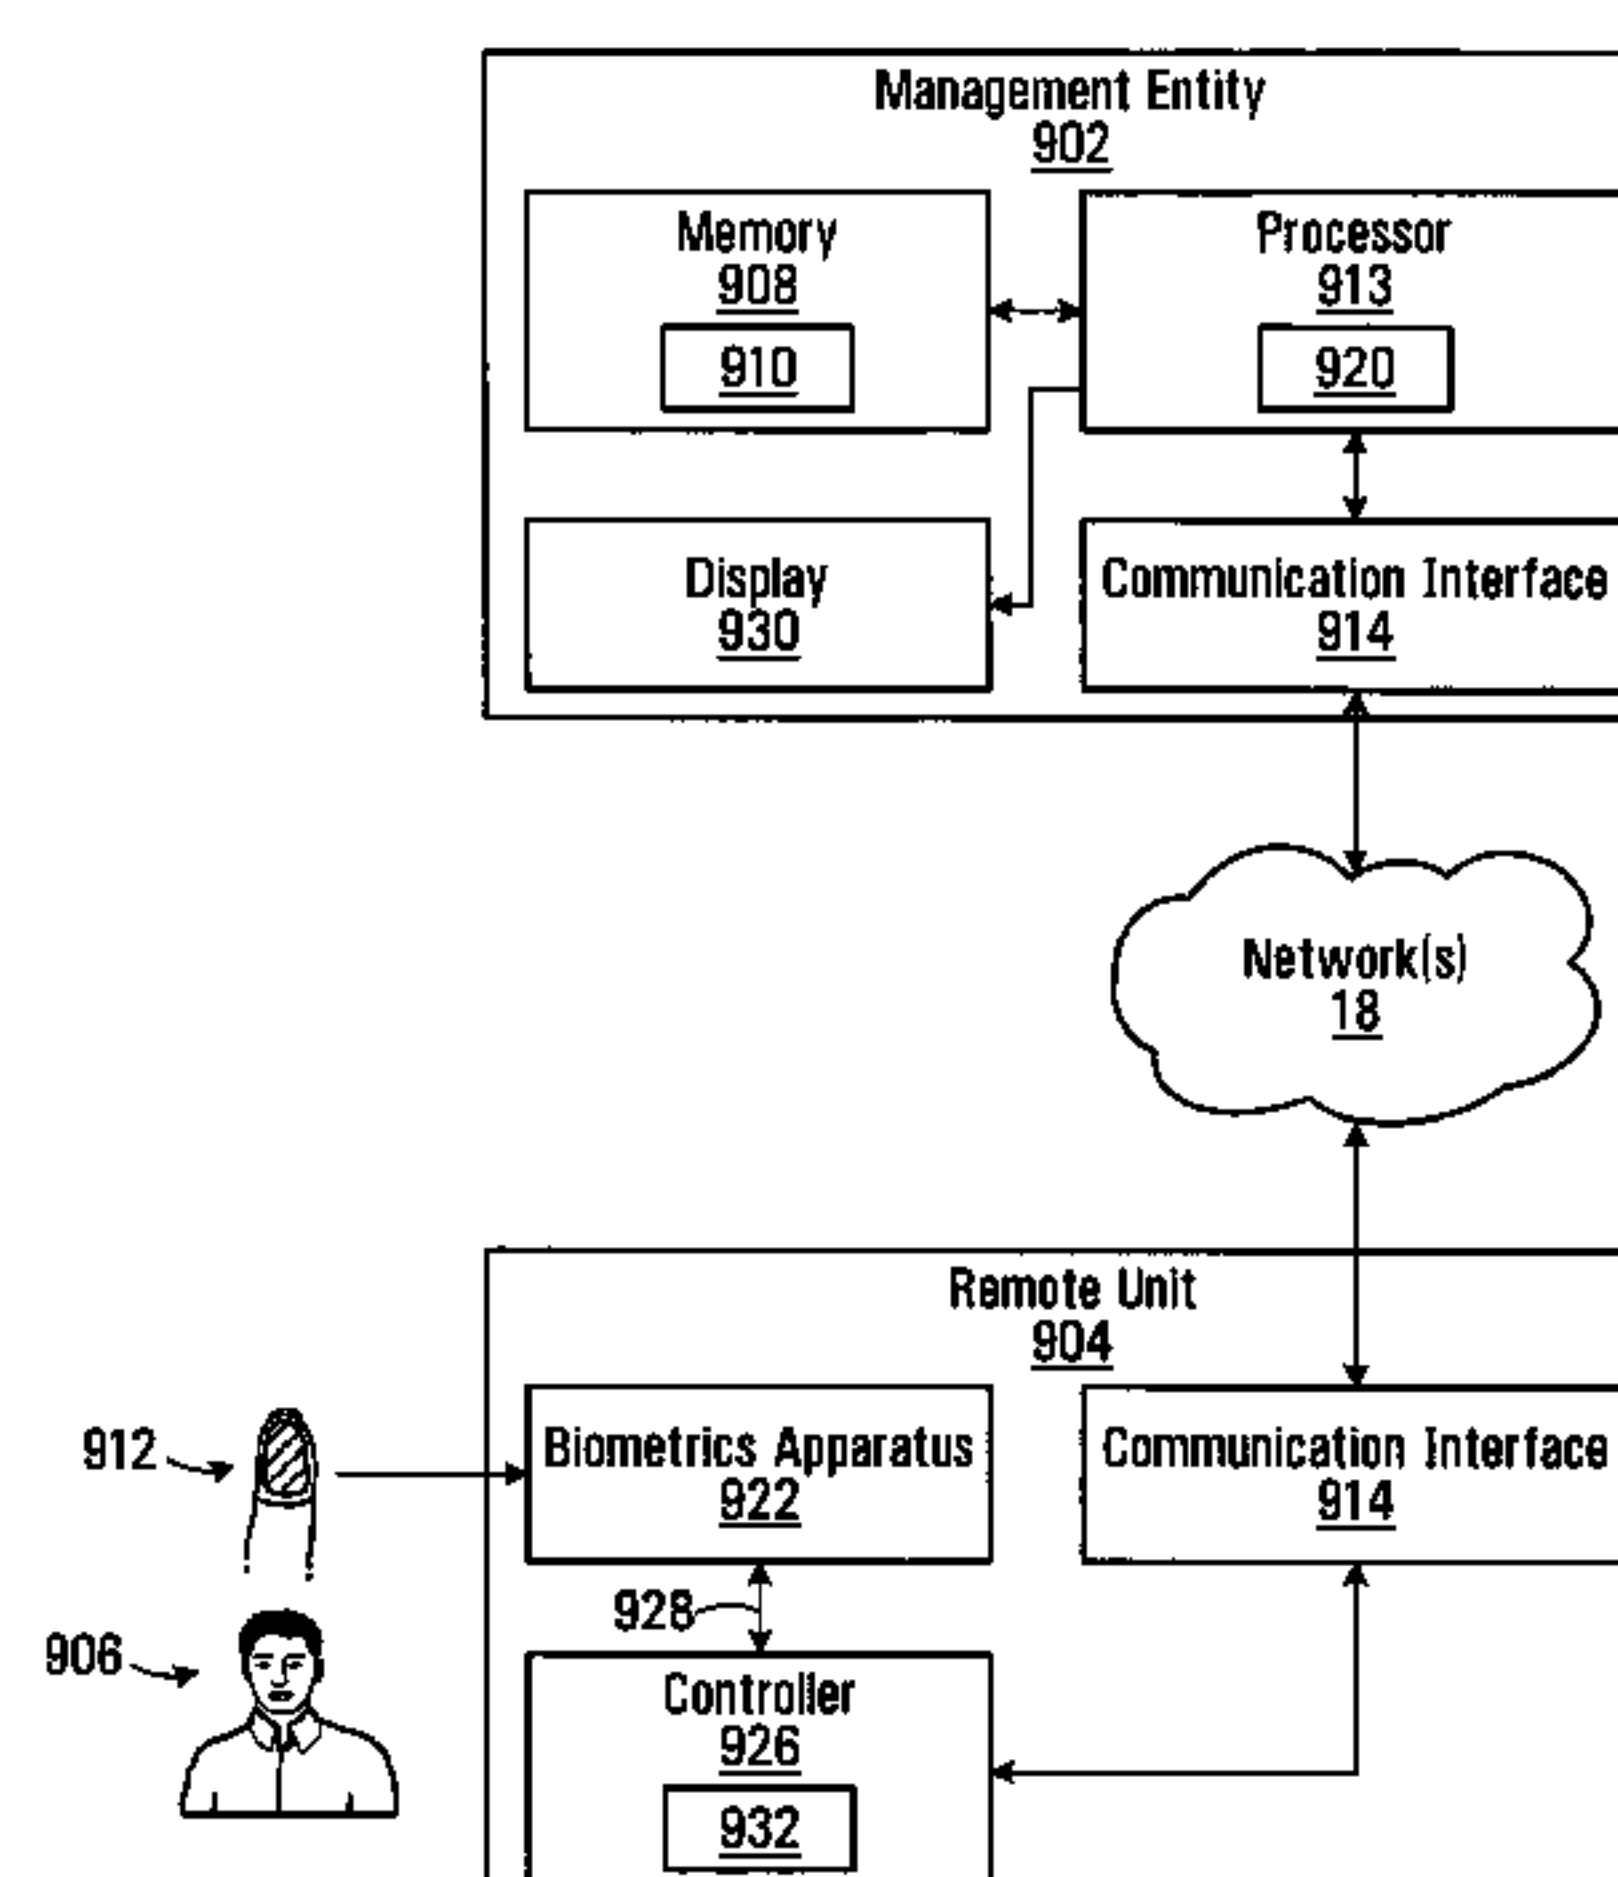 Management Entity
902
Memory
908
910
Processor
913
920
Display
930
Communication Interface
914
Network(s)
18
Remote Unit
904
912
Biometrics Apparatus
922
Communication Interface
914
928
906
Controller
926
932